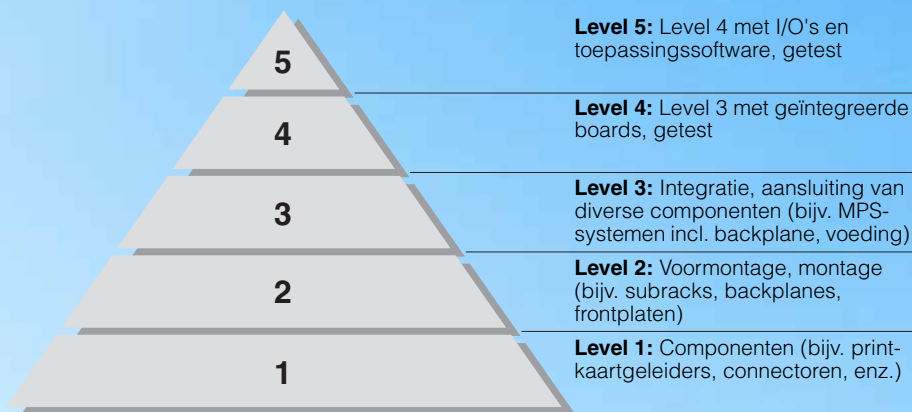 5
Level 5: Level 4 met I/O's en
toepassingssoftware, getest
4
Level 4: Level 3 met geïntegreerde
boards, getest
3
Level 3: Integratie, aansluiting van
diverse componenten (bijv. MPS-
systemen incl. backplane, voeding)
2
Level 2: Voormontage, montage
(bijv. subracks, backplanes,
frontplaten)
1
Level 1: Componenten (bijv. print-
kaartgeleiders, connectoren, enz.)